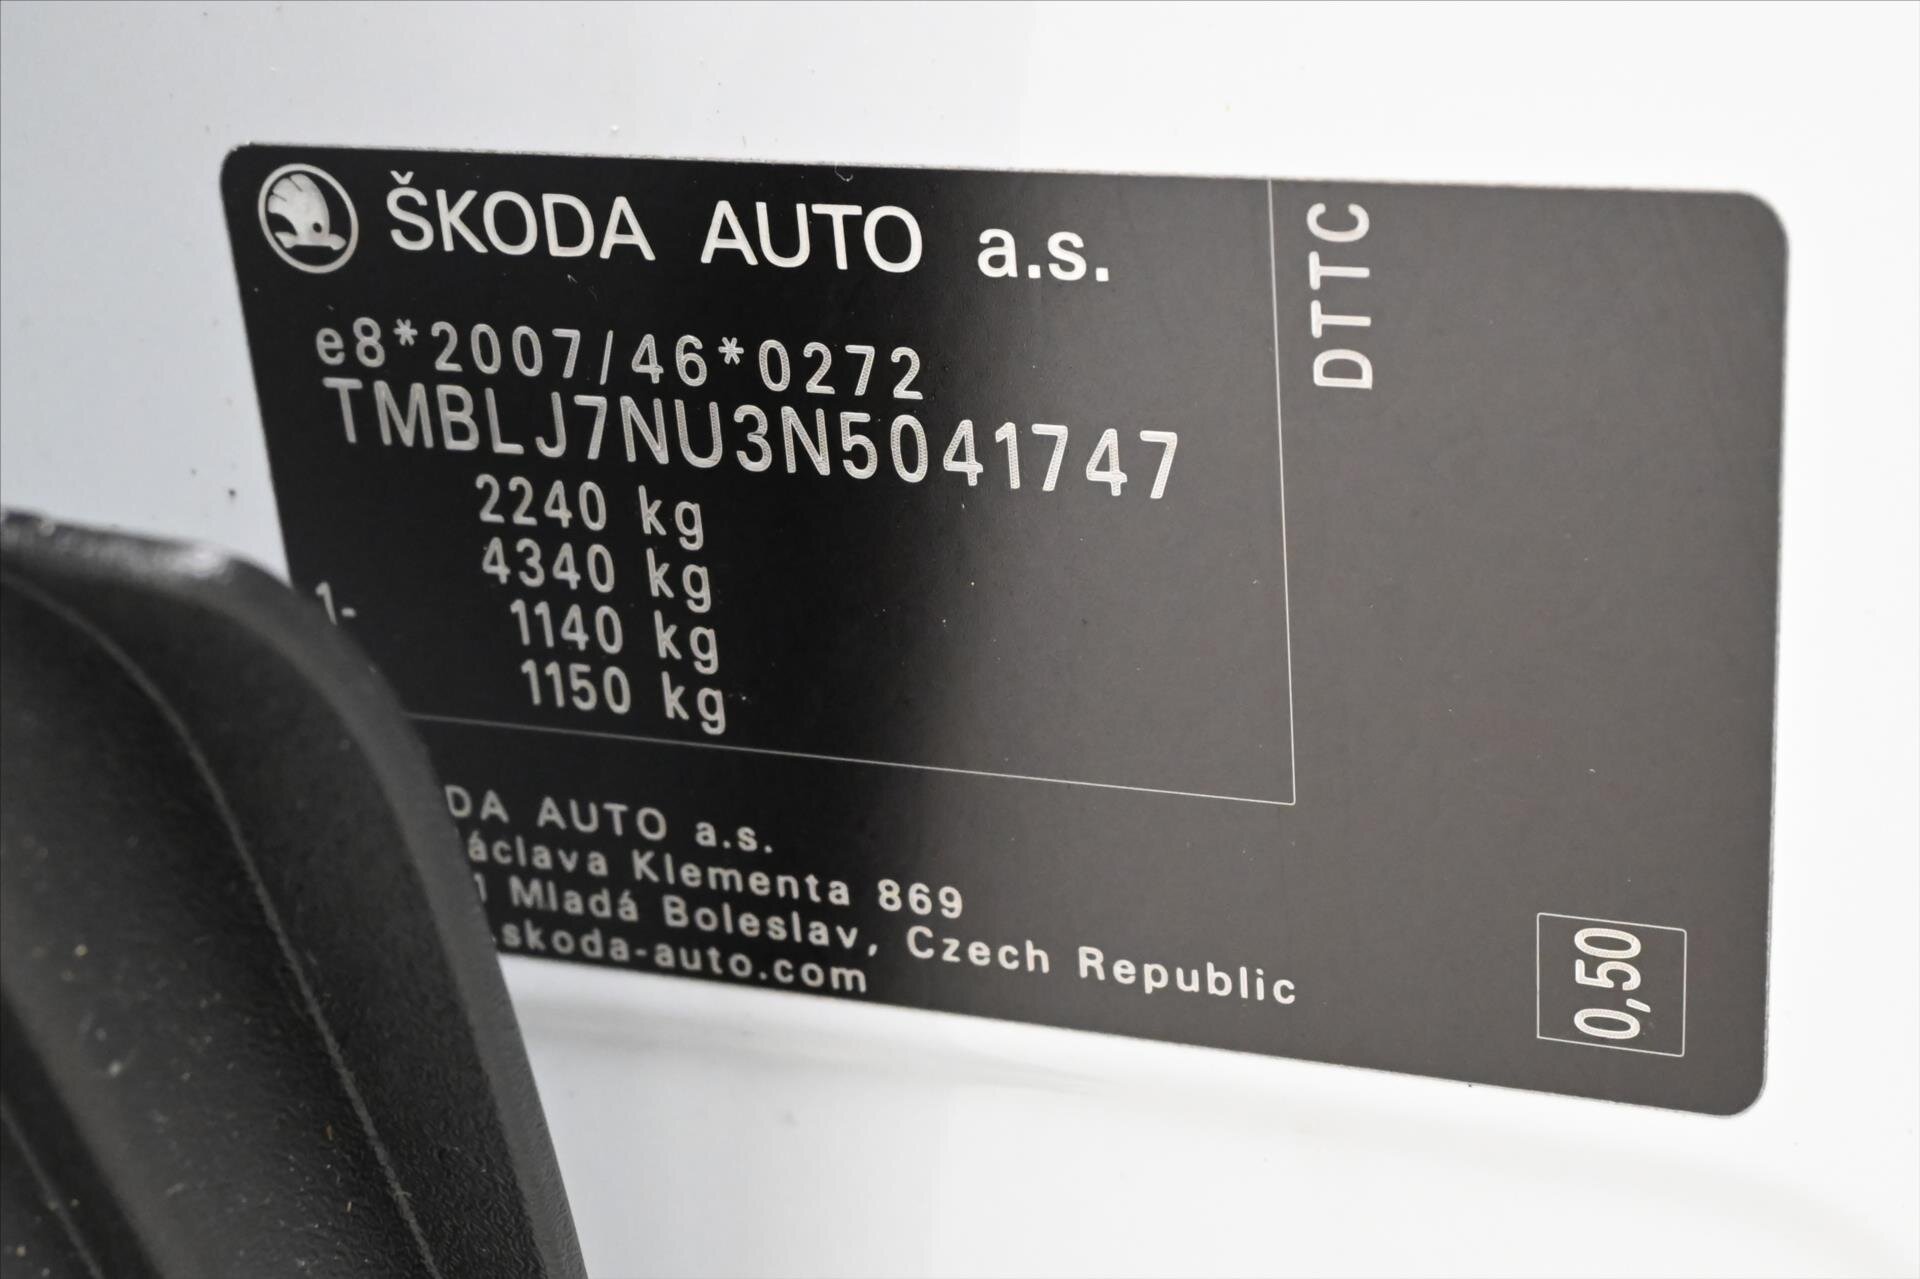 ŠKODA AUTO a.s.
e8*2007/46*0272
TMBLJ7NU3N5041747
2240 kg
4340 kg
1- 1140 kg
1150 kg
DTTC
DA AUTO a.s.
áclava Klementa 869
1 Mladá Boleslav, Czech Republic
.skoda-auto.com
0,50